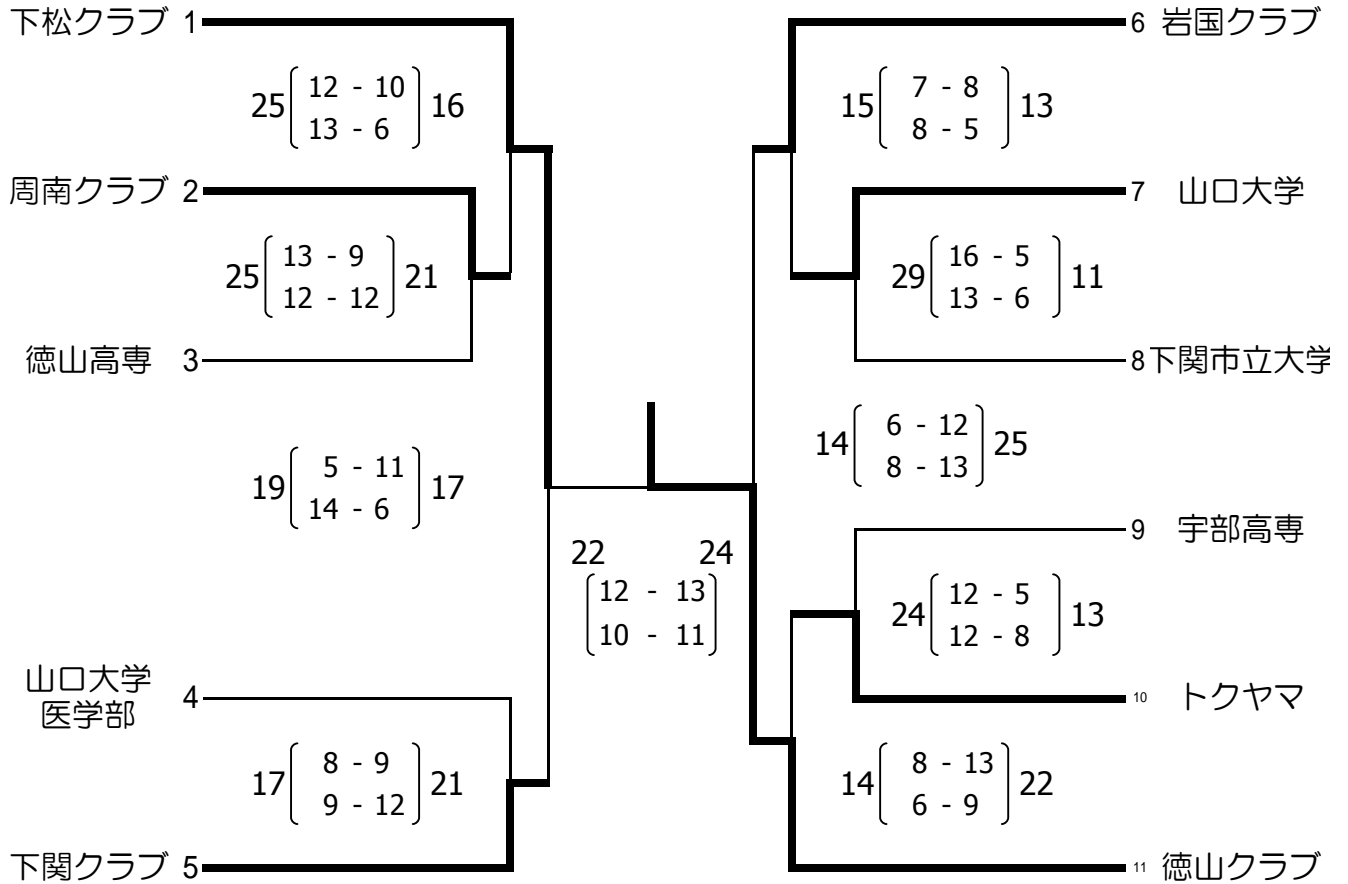 下松クラブ 1
6 岩国クラブ
25 12 - 10 16
13 - 6
15 7 - 8 13
8 - 5
周南クラブ 2
7 山口大学
25 13 - 9 21
12 - 12
29 16 - 5 11
13 - 6
徳山高専 3
8 下関市立大学
14 6 - 12 25
8 - 13
19 5 - 11 17
14 - 6
9 宇部高専
22 24
12 - 13
10 - 11
24 12 - 5 13
12 - 8
山口大学
医学部 4
10 トクヤマ
17 8 - 9 21
9 - 12
14 8 - 13 22
6 - 9
下関クラブ 5
11 徳山クラブ